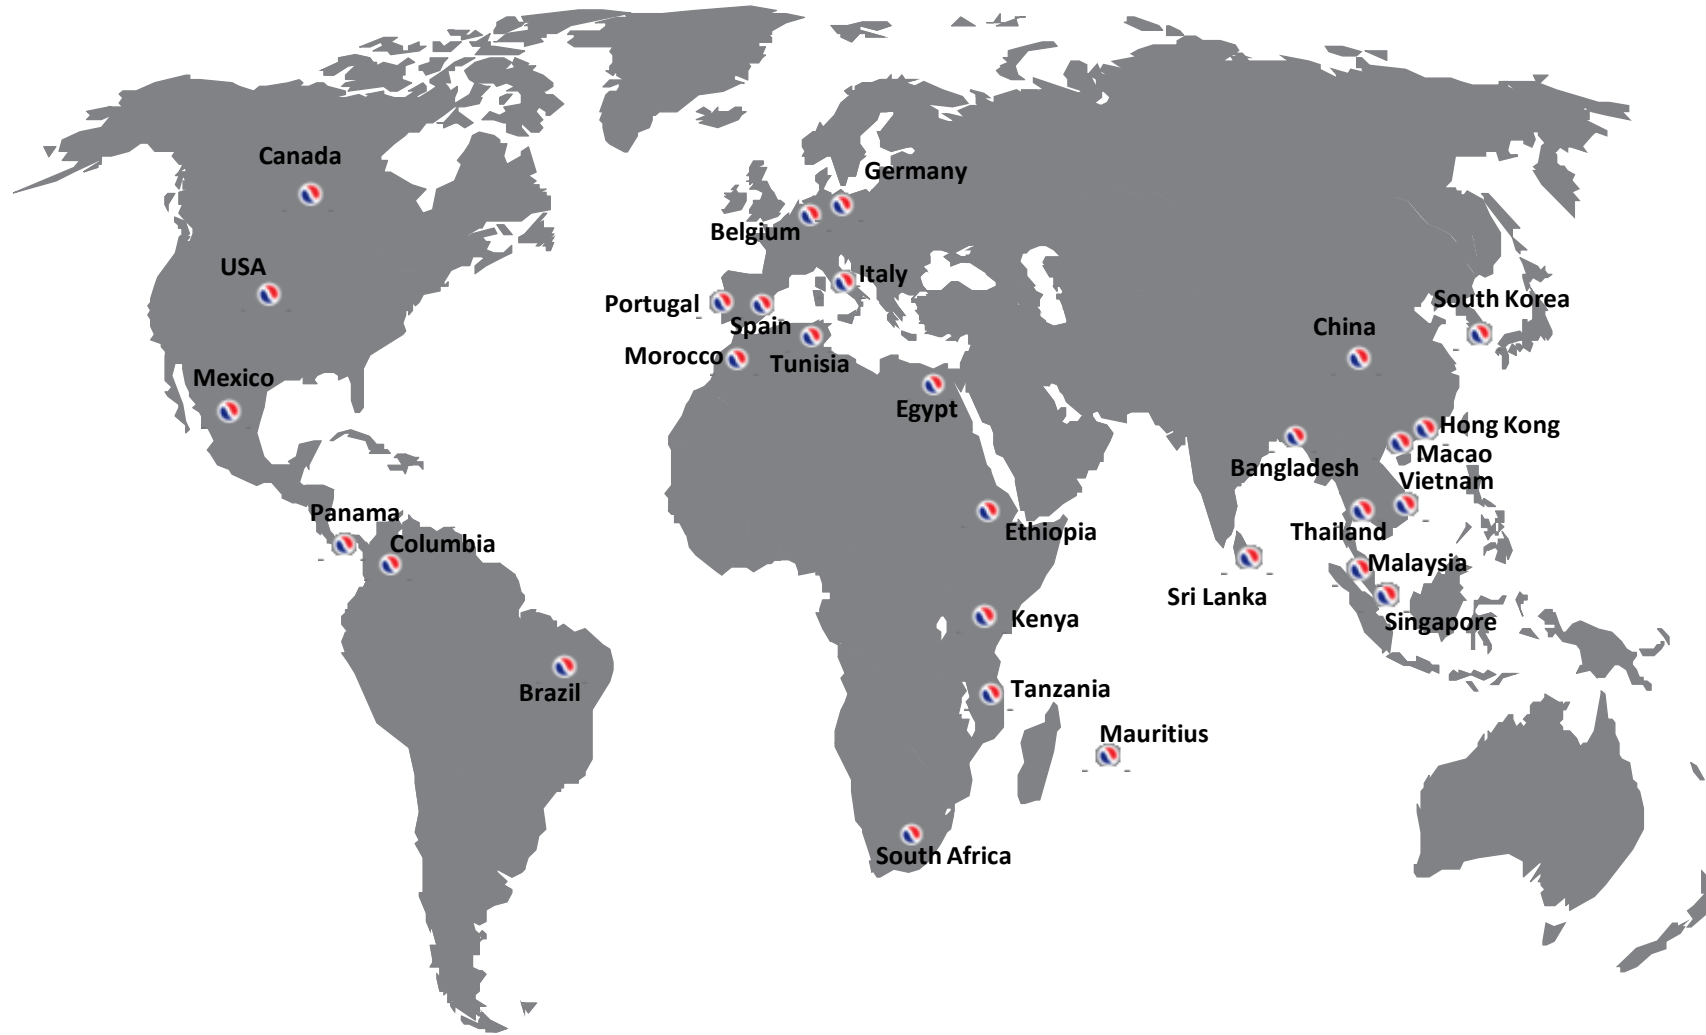 Canada
Germany
Belgium
USA
Italy
Portugal
South Korea
Spain
China
Morocco
Tunisia
Mexico
Egypt
Hong Kong
Macao
Bangladesh
Vietnam
Panama
Ethiopia
Thailand
Columbia
Malaysia
Sri Lanka
Kenya
Singapore
Tanzania
Brazil
Mauritius
South Africa